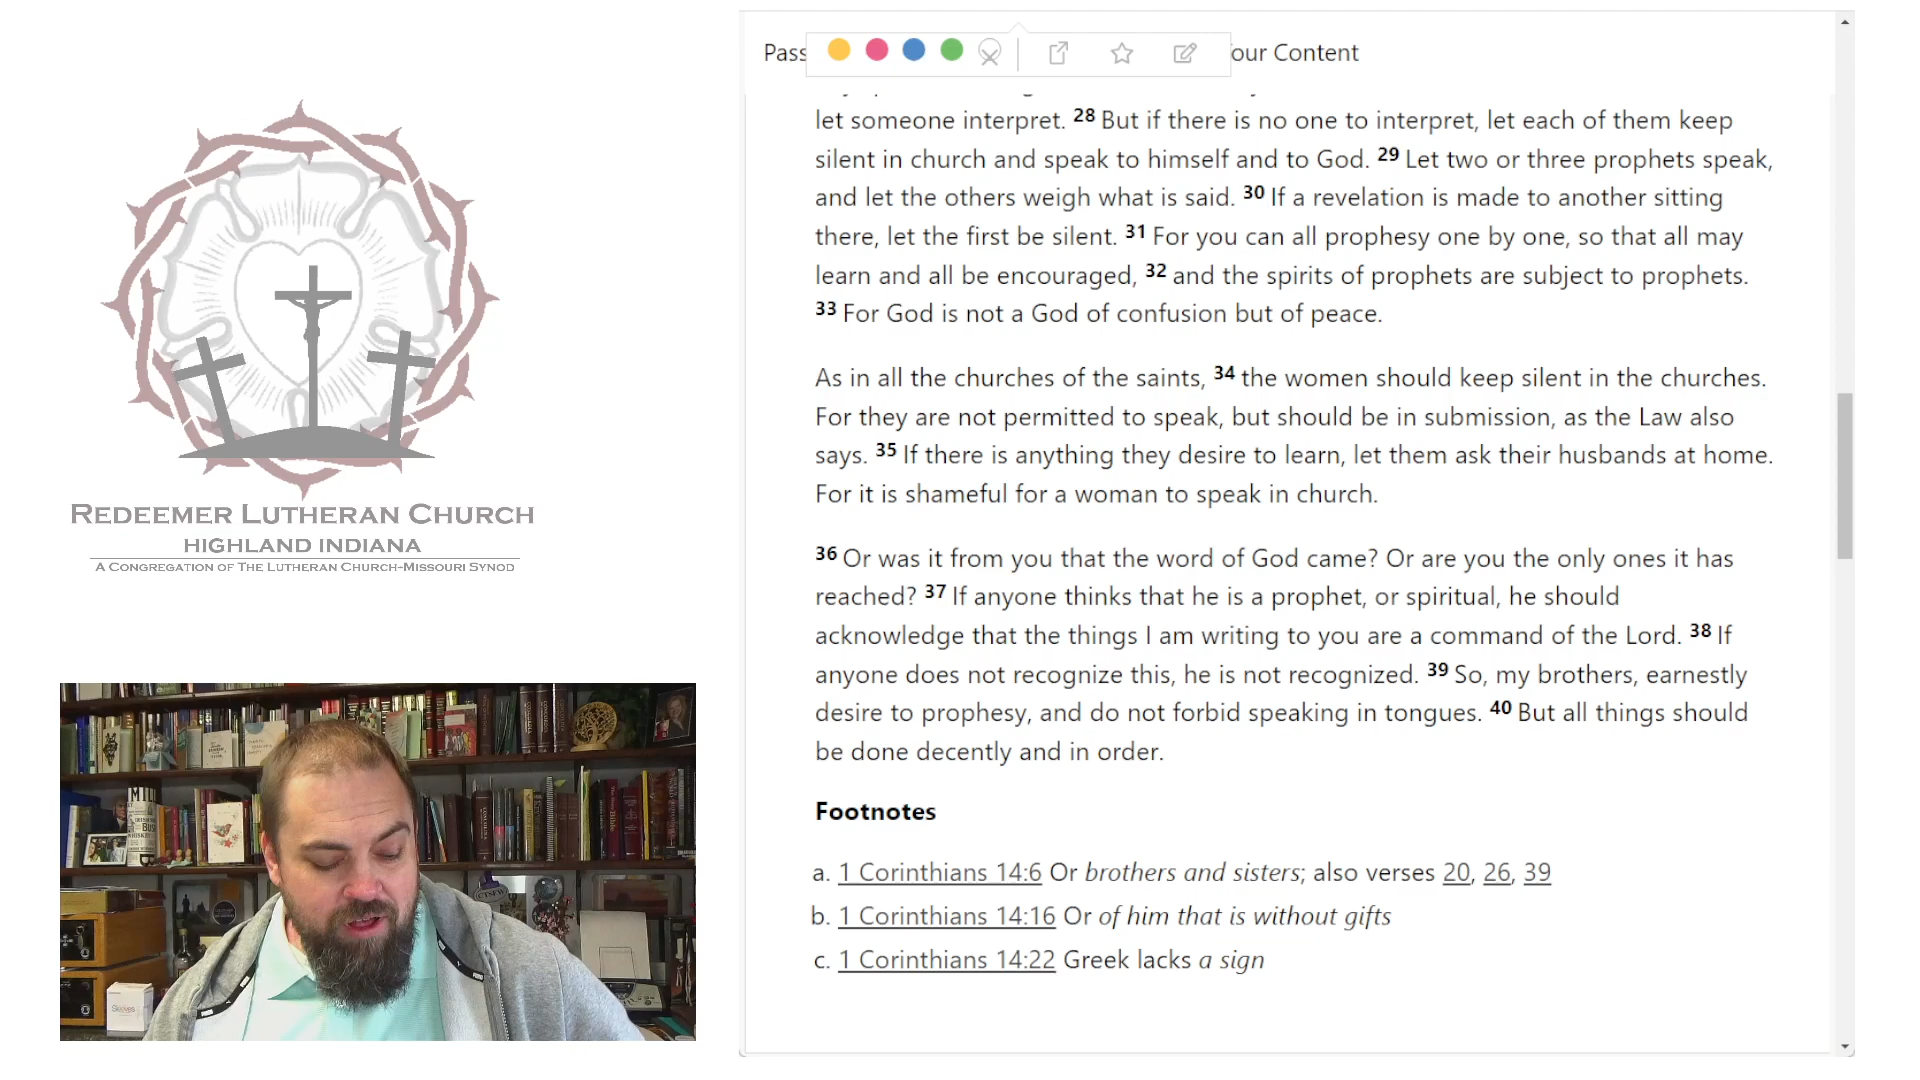 Pass
our Content
let someone interpret. 28 But if there is no one to interpret, let each of them keep
silent in church and speak to himself and to God. 29 Let two or three prophets speak,
and let the others weigh what is said. 30 If a revelation is made to another sitting
there, let the first be silent. 31 For you can all prophesy one by one, so that all may
learn and all be encouraged, 32 and the spirits of prophets are subject to prophets.
33 For God is not a God of confusion but of peace.
As in all the churches of the saints, 34 the women should keep silent in the churches.
For they are not permitted to speak, but should be in submission, as the Law also
says. 35 If there is anything they desire to learn, let them ask their husbands at home.
For it is shameful for a woman to speak in church.
36 Or was it from you that the word of God came? Or are you the only ones it has
reached? 37 If anyone thinks that he is a prophet, or spiritual, he should
acknowledge that the things I am writing to you are a command of the Lord. 38 If
anyone does not recognize this, he is not recognized. 39 So, my brothers, earnestly
desire to prophesy, and do not forbid speaking in tongues. 40 But all things should
be done decently and in order.
Footnotes
a. 1 Corinthians 14:6 Or brothers and sisters; also verses 20, 26, 39
b. 1 Corinthians 14:16 Or of him that is without gifts
c. 1 Corinthians 14:22 Greek lacks a sign
REDEEMER LUTHERAN CHURCH
HIGHLAND INDIANA
A CONGREGATION OF THE LUTHERAN CHURCH-MISSOURI SYNOD